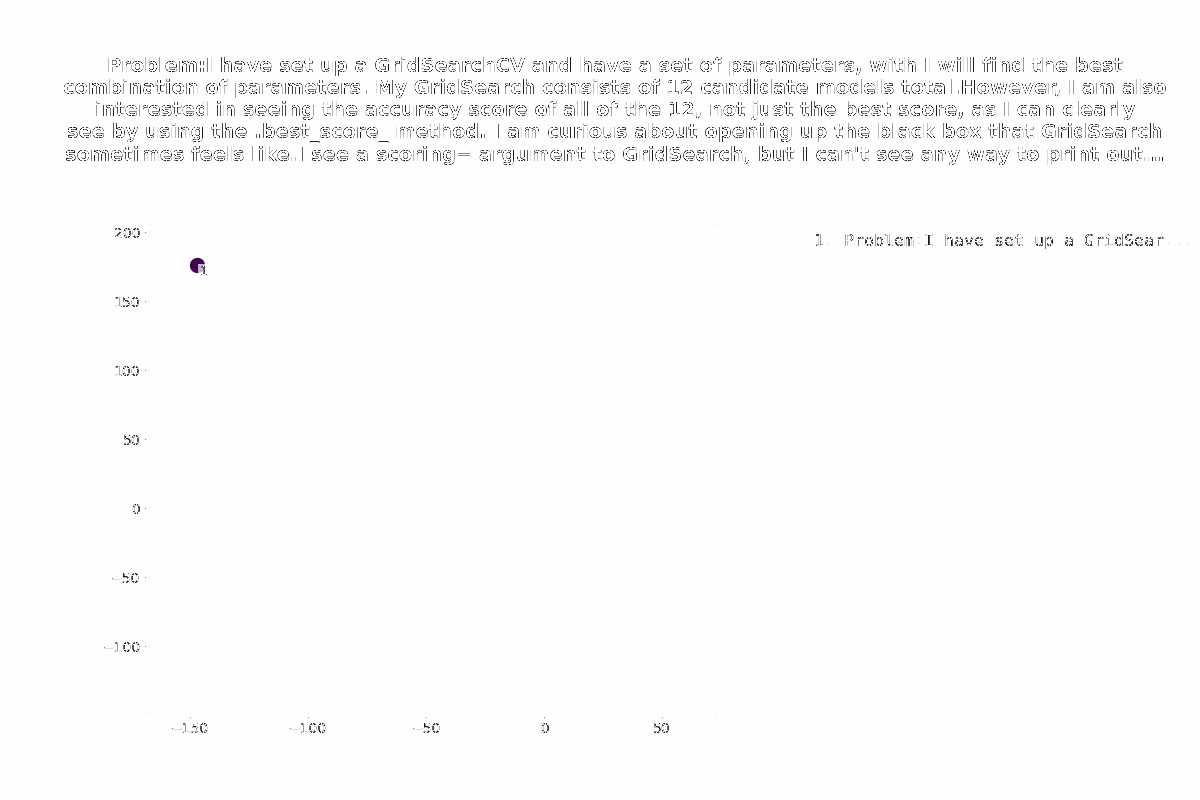 Problem:I have set up a GridSearchCV and have a set of parameters, with I will find the best
combination of parameters. My GridSearch consists of 12 candidate models total.However, I am also
interested in seeing the accuracy score of all of the 12, not just the best score, as I can clearly
see by using the .best_score_ method. I am curious about opening up the black box that GridSearch
sometimes feels like.I see a scoring= argument to GridSearch, but I can't see any way to print out...
200
1. Problem:I have set up a GridSear...
1
150
100
50
0
−50
−100
−150 −100 −50 0 50